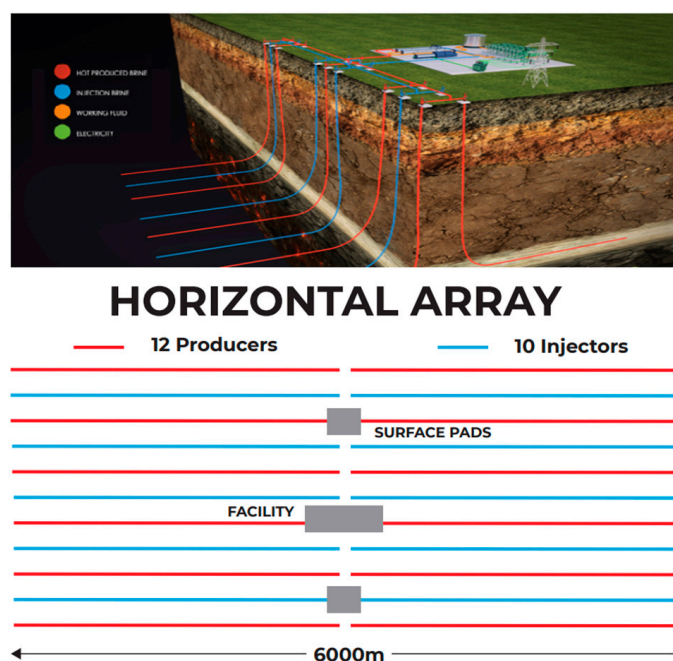 HOT PRODUCED BRINE
INJECTION BRINE
WORKING FLUID
ELECTRICITY
HORIZONTAL ARRAY
12 Producers
10 Injectors
SURFACE PADS
FACILITY
6000m